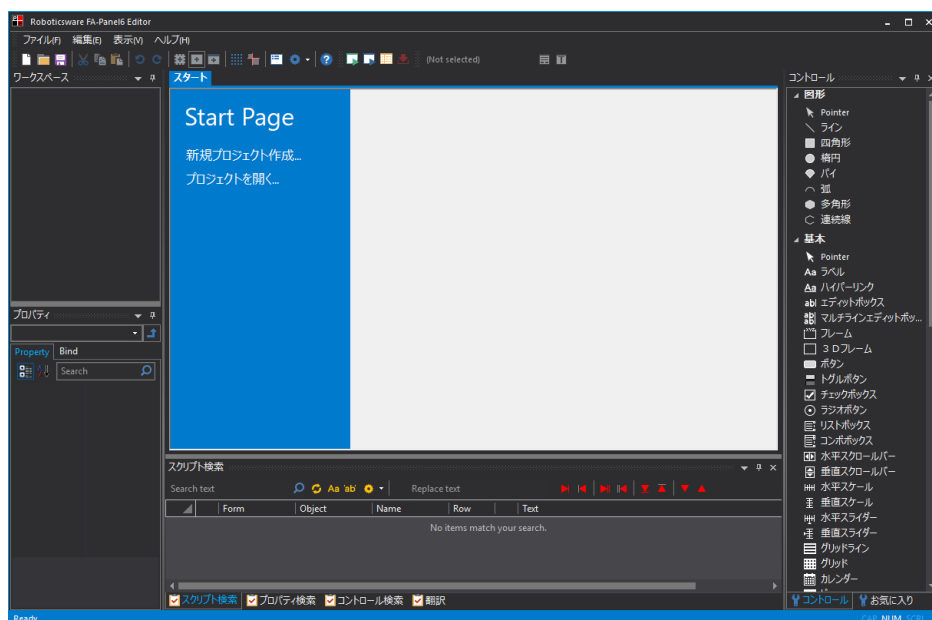 Roboticsware FA-Panel6 Editor
ファイル(F) 編集(E) 表示(V) ヘルプ(H)
(Not selected)
ワークスペース
プロパティ
Property Bind
Search
スタート
Start Page
新規プロジェクト作成...
プロジェクトを開く...
スクリプト検索
Search text
Aa
Replace text
Form Object Name Row Text
No items match your search.
スクリプト検索 プロパティ検索 コントロール検索 翻訳
コントロール
図形
Pointer
ライン
四角形
楕円
パイ
弧
多角形
連続線
基本
Pointer
Aa ラベル
Aa ハイパーリンク
ab エディットボックス
マルチラインエディットボッ...
フレーム
3Dフレーム
ボタン
トグルボタン
チェックボックス
ラジオボタン
リストボックス
コンボボックス
水平スクロールバー
垂直スクロールバー
水平スケール
垂直スケール
水平スライダー
垂直スライダー
グリッドライン
グリッド
カレンダー
コントロール お気に入り
Ready
CAP NUM SCRL